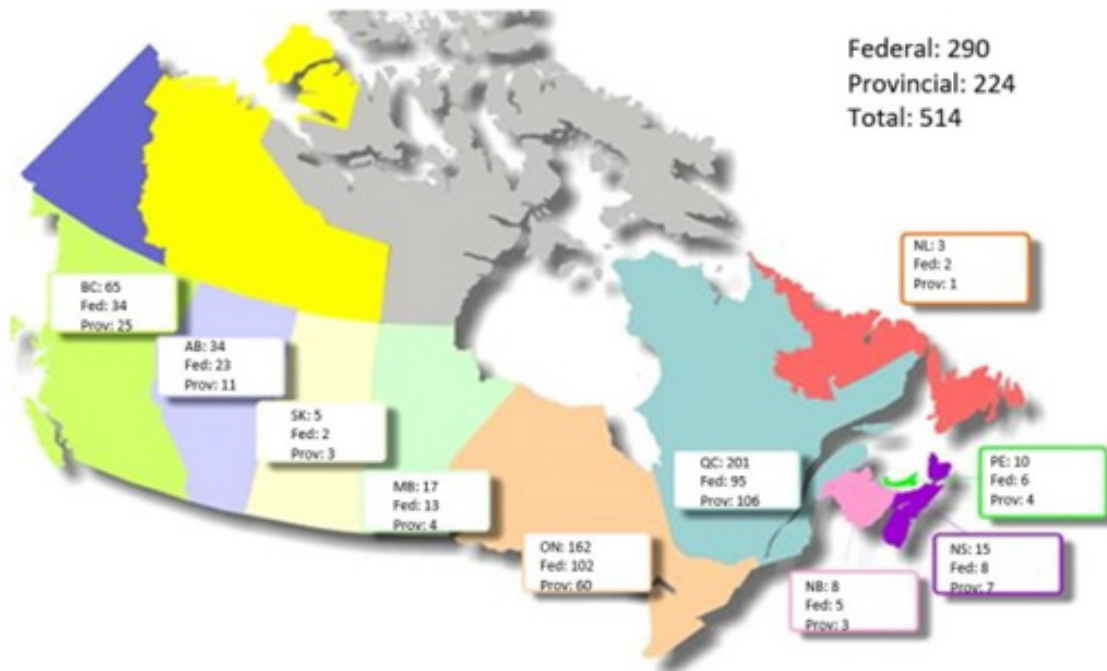 Federal: 290
Provincial: 224
Total: 514
NL: 3
Fed: 2
Prov: 1
BC: 65
Fed: 34
Prov: 25
AB: 34
Fed: 23
Prov: 11
SK: 5
Fed: 2
Prov: 3
MB: 17
Fed: 13
Prov: 4
QC: 201
Fed: 95
Prov: 106
PE: 10
Fed: 6
Prov: 4
ON: 162
Fed: 102
Prov: 60
NS: 15
Fed: 8
Prov: 7
NB: 8
Fed: 5
Prov: 3